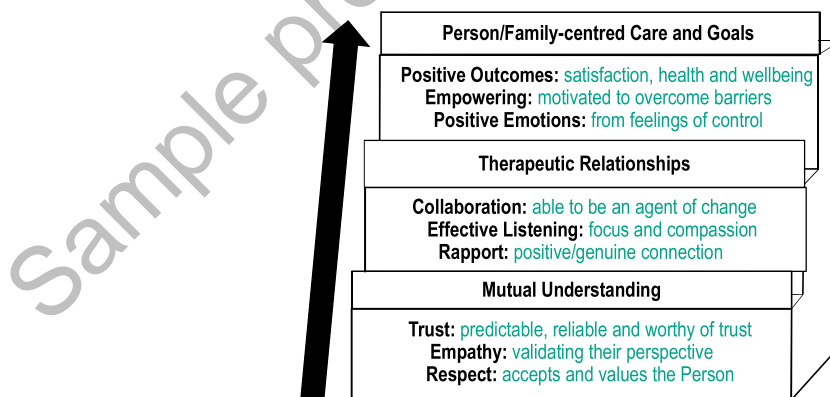 Sample pr
Person/Family-centred Care and Goals
Positive Outcomes: satisfaction, health and wellbeing
Empowering: motivated to overcome barriers
Positive Emotions: from feelings of control
Therapeutic Relationships
Collaboration: able to be an agent of change
Effective Listening: focus and compassion
Rapport: positive/genuine connection
Mutual Understanding
Trust: predictable, reliable and worthy of trust
Empathy: validating their perspective
Respect: accepts and values the Person